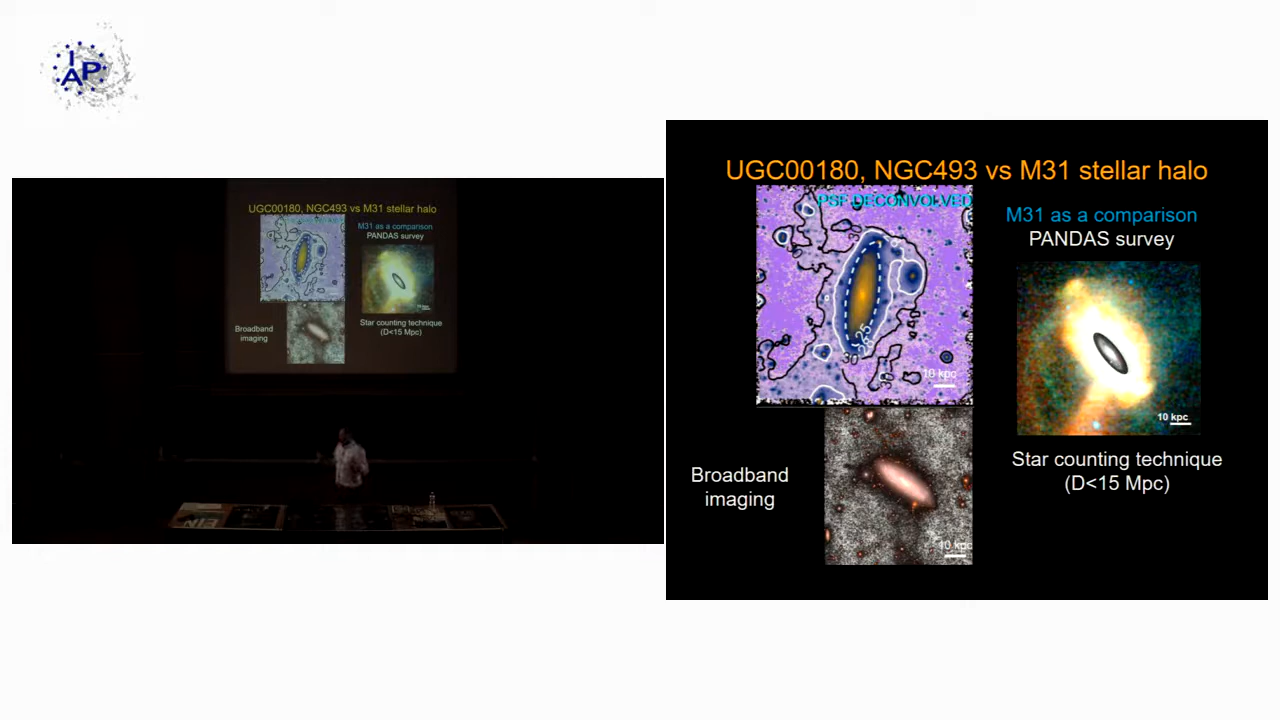 IAP
UGC00180, NGC493 vs M31 stellar halo
M31 as a comparison
PANDAS survey
Broadband
imaging
Star counting technique
(D<15 Mpc)
UGC00180, NGC493 vs M31 stellar halo
PSF DECONVOLVED
M31 as a comparison
PANDAS survey
30
10 kpc
10 kpc
Star counting technique
(D<15 Mpc)
Broadband
imaging
10 kpc